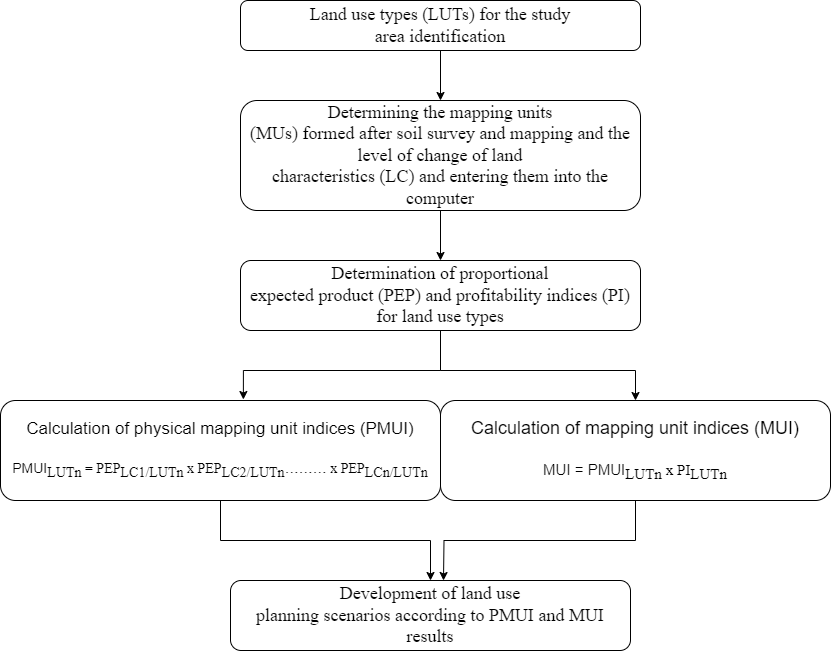 Land use types (LUTs) for the study
area identification
Determining the mapping units
(MUs) formed after soil survey and mapping and the
level of change of land
characteristics (LC) and entering them into the
computer
Determination of proportional
expected product (PEP) and profitability indices (PI)
for land use types
Calculation of physical mapping unit indices (PMUI)
PMUILUTn = PEPLC1/LUTn x PEPLC2/LUTn......... x PEPLCn/LUTn
Calculation of mapping unit indices (MUI)
MUI = PMUILUTn x PILUTn
Development of land use
planning scenarios according to PMUI and MUI
results